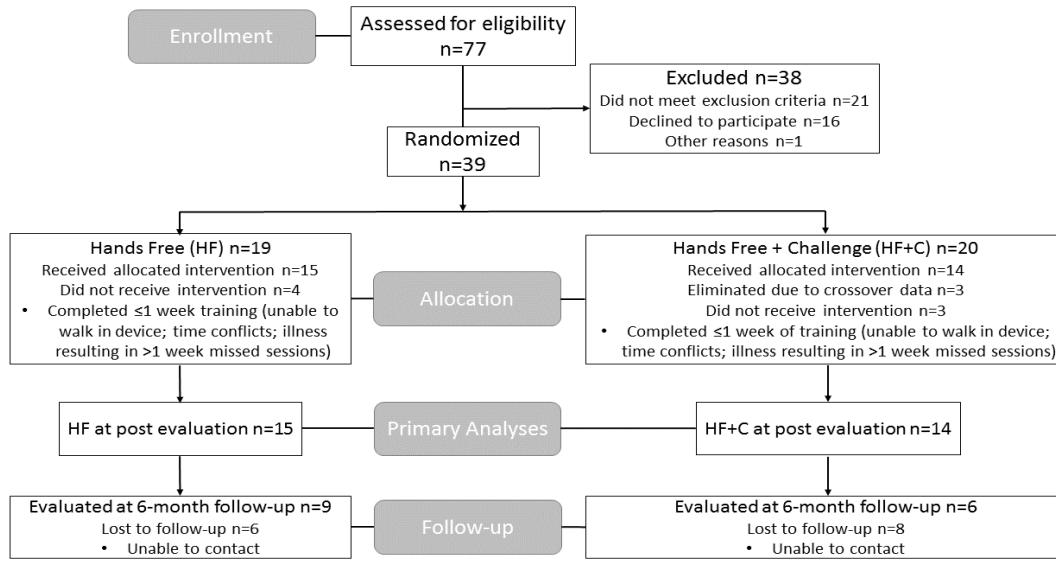 Enrollment
Assessed for eligibility
n=77
Excluded n=38
Did not meet exclusion criteria n=21
Declined to participate n=16
Other reasons n=1
Randomized
n=39
Hands Free (HF) n=19
Received allocated intervention n=15
Did not receive intervention n=4
• Completed ≤1 week training (unable to
walk in device; time conflicts; illness
resulting in >1 week missed sessions)
Allocation
Hands Free + Challenge (HF+C) n=20
Received allocated intervention n=14
Eliminated due to crossover data n=3
Did not receive intervention n=3
• Completed ≤1 week of training (unable to walk in device;
time conflicts; illness resulting in >1 week missed sessions)
HF at post evaluation n=15
Primary Analyses
HF+C at post evaluation n=14
Evaluated at 6-month follow-up n=9
Lost to follow-up n=6
• Unable to contact
Follow-up
Evaluated at 6-month follow-up n=6
Lost to follow-up n=8
• Unable to contact